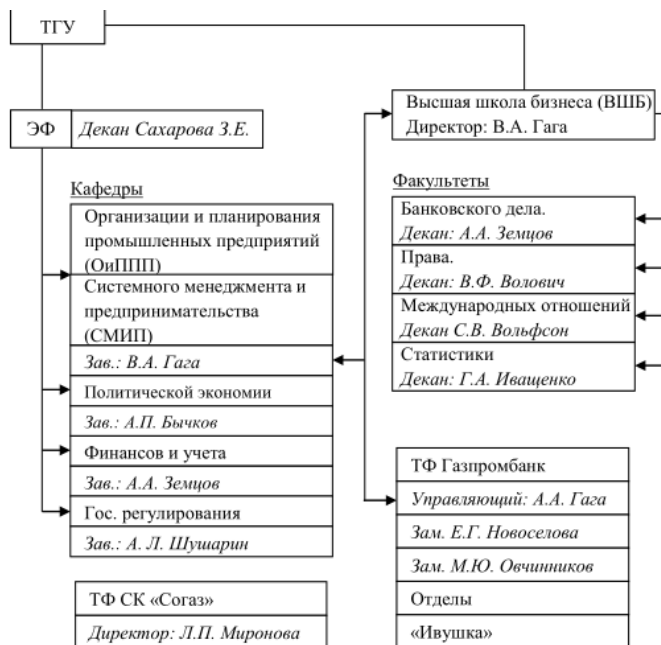 ТГУ
ЭФ
Декан Сахарова З.Е.
Кафедры
Организации и планирования
промышленных предприятий
(ОиППП)
Системного менеджмента и
предпринимательства
(СМИП)
Зав.: В.А. Гага
Политической экономии
Зав.: А.П. Бычков
Финансов и учета
Зав.: А.А. Земцов
Гос. регулирования
Зав.: А. Л. Шушарин
ТФ СК «Согаз»
Директор: Л.П. Миронова
Высшая школа бизнеса (ВШБ)
Директор: В.А. Гага
Факультеты
Банковского дела.
Декан: А.А. Земцов
Права.
Декан: В.Ф. Волович
Международных отношений
Декан С.В. Вольфсон
Статистики
Декан: Г.А. Иващенко
ТФ Газпромбанк
Управляющий: А.А. Гага
Зам. Е.Г. Новоселова
Зам. М.Ю. Овчинников
Отделы
«Ивушка»